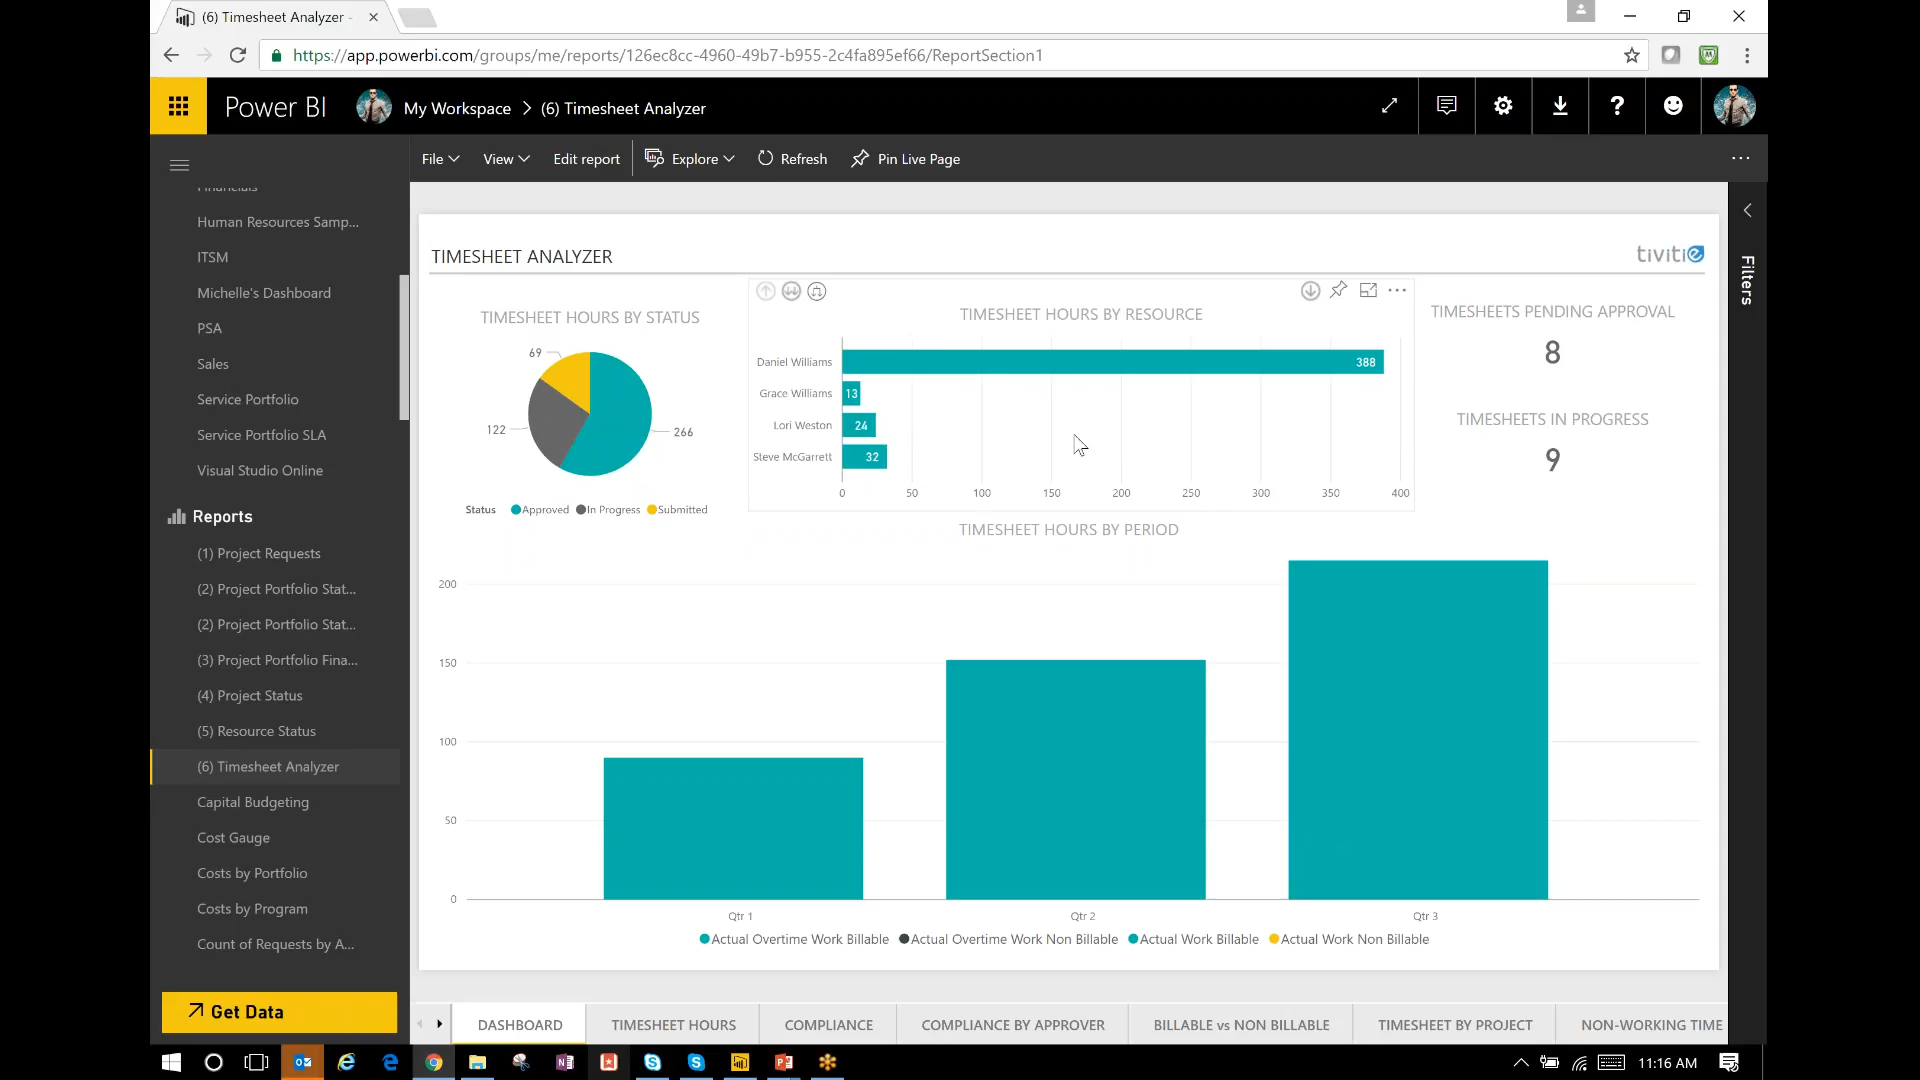 (6) Timesheet Analyzer -
https://app.powerbi.com/groups/me/reports/126ec8cc-4960-49b7-b955-2c4fa895ef66/ReportSection1
Power BI
My Workspace > (6) Timesheet Analyzer
File
View
Edit report
Explore
Refresh
Pin Live Page
Financials
Human Resources Samp...
ITSM
Michelle's Dashboard
PSA
Sales
Service Portfolio
Service Portfolio SLA
Visual Studio Online
Reports
(1) Project Requests
(2) Project Portfolio Stat...
(2) Project Portfolio Stat...
(3) Project Portfolio Fina...
(4) Project Status
(5) Resource Status
(6) Timesheet Analyzer
Capital Budgeting
Cost Gauge
Costs by Portfolio
Costs by Program
Count of Requests by A...
Get Data
TIMESHEET ANALYZER
tivitie
Filters
TIMESHEET HOURS BY STATUS
69
122
266
Status Approved In Progress Submitted
TIMESHEET HOURS BY RESOURCE
Daniel Williams 388
Grace Williams 13
Lori Weston 24
Steve McGarrett 32
0 50 100 150 200 250 300 350 400
TIMESHEETS PENDING APPROVAL
8
TIMESHEETS IN PROGRESS
9
TIMESHEET HOURS BY PERIOD
200
150
100
50
0
Qtr 1 Qtr 2 Qtr 3
Actual Overtime Work Billable Actual Overtime Work Non Billable Actual Work Billable Actual Work Non Billable
DASHBOARD
TIMESHEET HOURS
COMPLIANCE
COMPLIANCE BY APPROVER
BILLABLE vs NON BILLABLE
TIMESHEET BY PROJECT
NON-WORKING TIME
11:16 AM